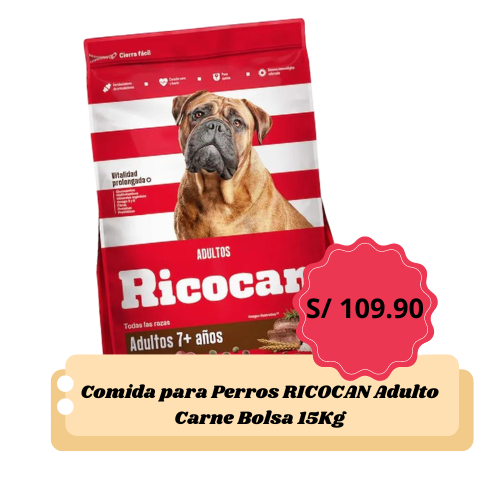 Cierra fácil
Vitalidad
prolongada
ADULTOS
Ricocan
Todas las razas
Adultos 7+ años
S/ 109.90
Comida para Perros RICOCAN Adulto
Carne Bolsa 15Kg